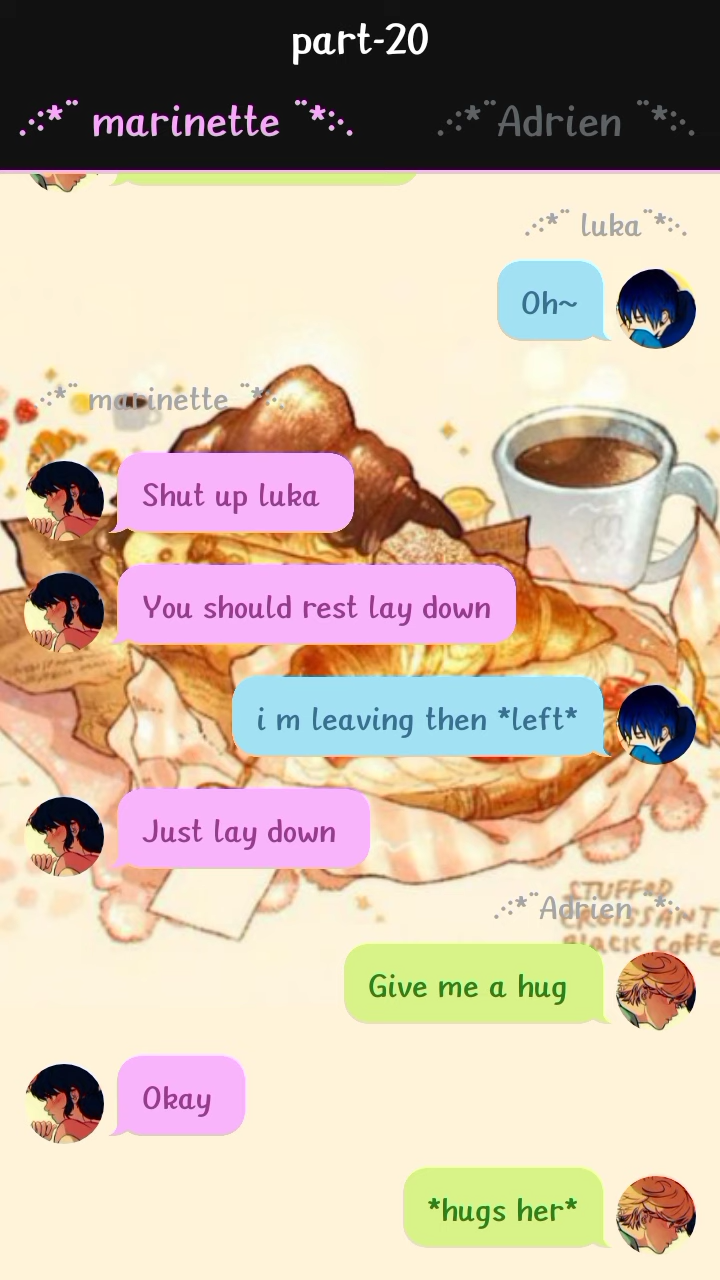 part-20
.·:*¨ marinette ¨*:·.
.·:*¨Adrien ¨*:·.
.·:*¨ luka¨*:·.
Oh~
.·:*¨ marinette ¨*:·.
Shut up luka
You should rest lay down
i m leaving then *left*
Just lay down
.·:*¨Adrien ¨*:·.
STUFFED
CROISSANT
BLACK COFFE
Give me a hug
Okay
*hugs her*